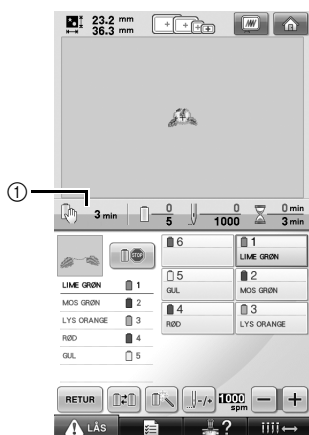 23.2 mm
36.3 mm
1
3 min
0
5
0
1000
0 min
3 min
STOP
LIME GRØN 1
MOS GRØN 2
LYS ORANGE 3
RØD 4
GUL 5
6
1
LIME GRØN
5
GUL
2
MOS GRØN
4
RØD
3
LYS ORANGE
RETUR
-/+
1000
spm
- +
LÅS
?